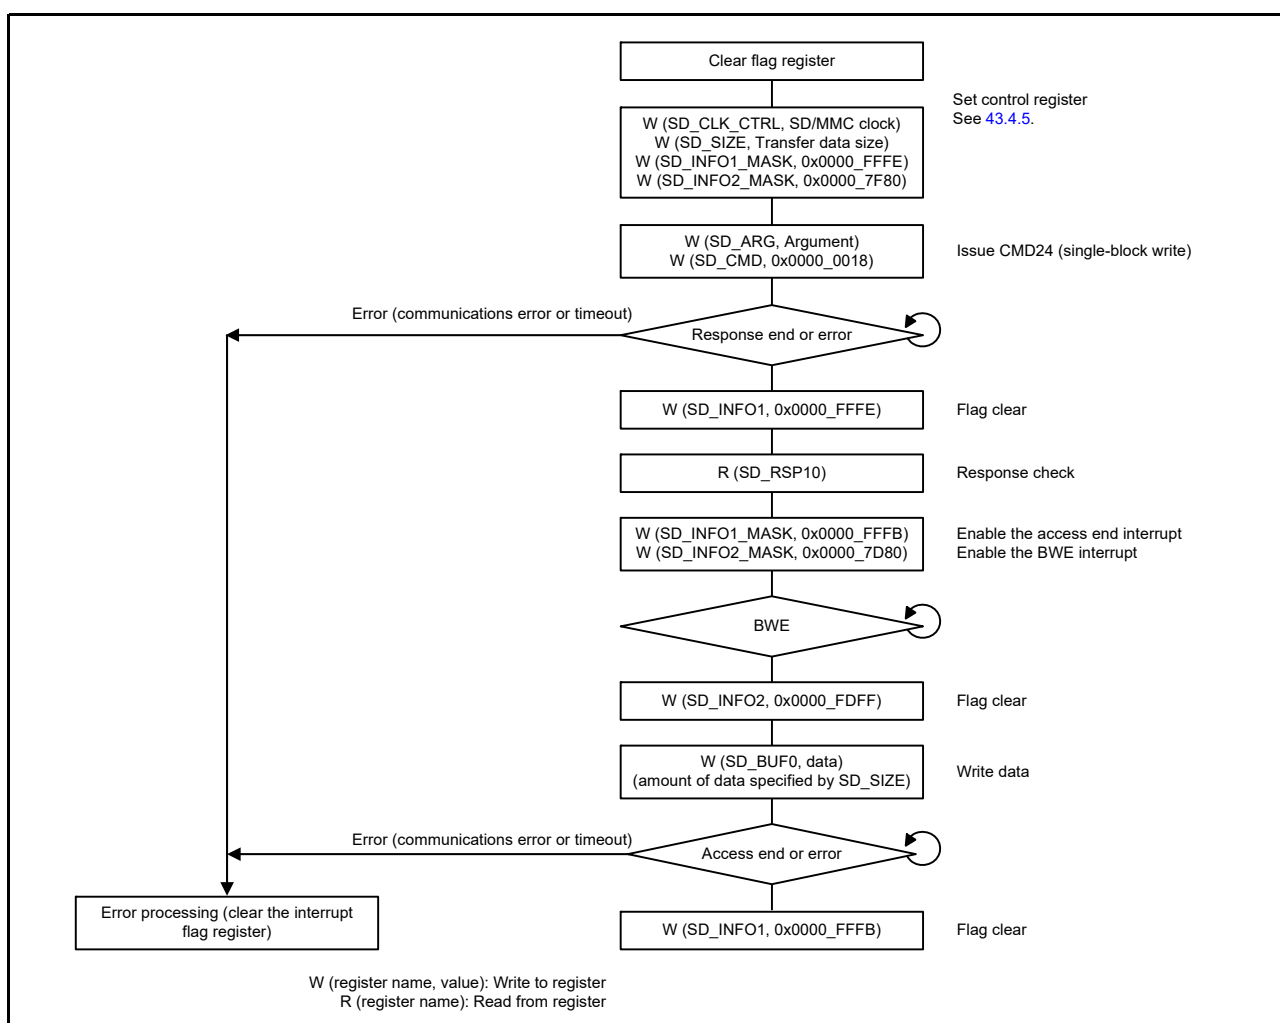 Clear flag register
Set control register
See 43.4.5.
W (SD_CLK_CTRL, SD/MMC clock)
W (SD_SIZE, Transfer data size)
W (SD_INFO1_MASK, 0x0000_FFFE)
W (SD_INFO2_MASK, 0x0000_7F80)
W (SD_ARG, Argument)
W (SD_CMD, 0x0000_0018)
Issue CMD24 (single-block write)
Error (communications error or timeout)
Response end or error
W (SD_INFO1, 0x0000_FFFE)
Flag clear
R (SD_RSP10)
Response check
W (SD_INFO1_MASK, 0x0000_FFFB)
W (SD_INFO2_MASK, 0x0000_7D80)
Enable the access end interrupt
Enable the BWE interrupt
BWE
W (SD_INFO2, 0x0000_FDFF)
Flag clear
W (SD_BUF0, data)
(amount of data specified by SD_SIZE)
Write data
Error (communications error or timeout)
Access end or error
Error processing (clear the interrupt
flag register)
W (SD_INFO1, 0x0000_FFFB)
Flag clear
W (register name, value): Write to register
R (register name): Read from register